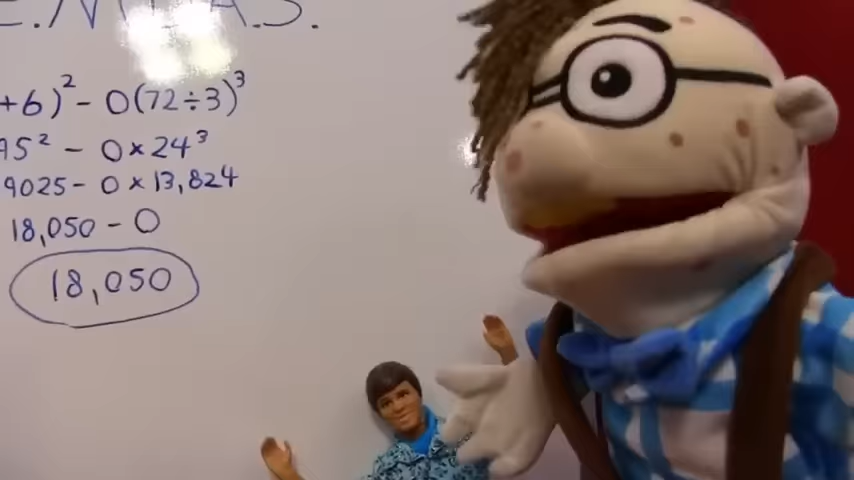 +6)² - 0(72÷3)³
95² - 0×24³
9025 - 0×13,824
18,050 - 0
18,050